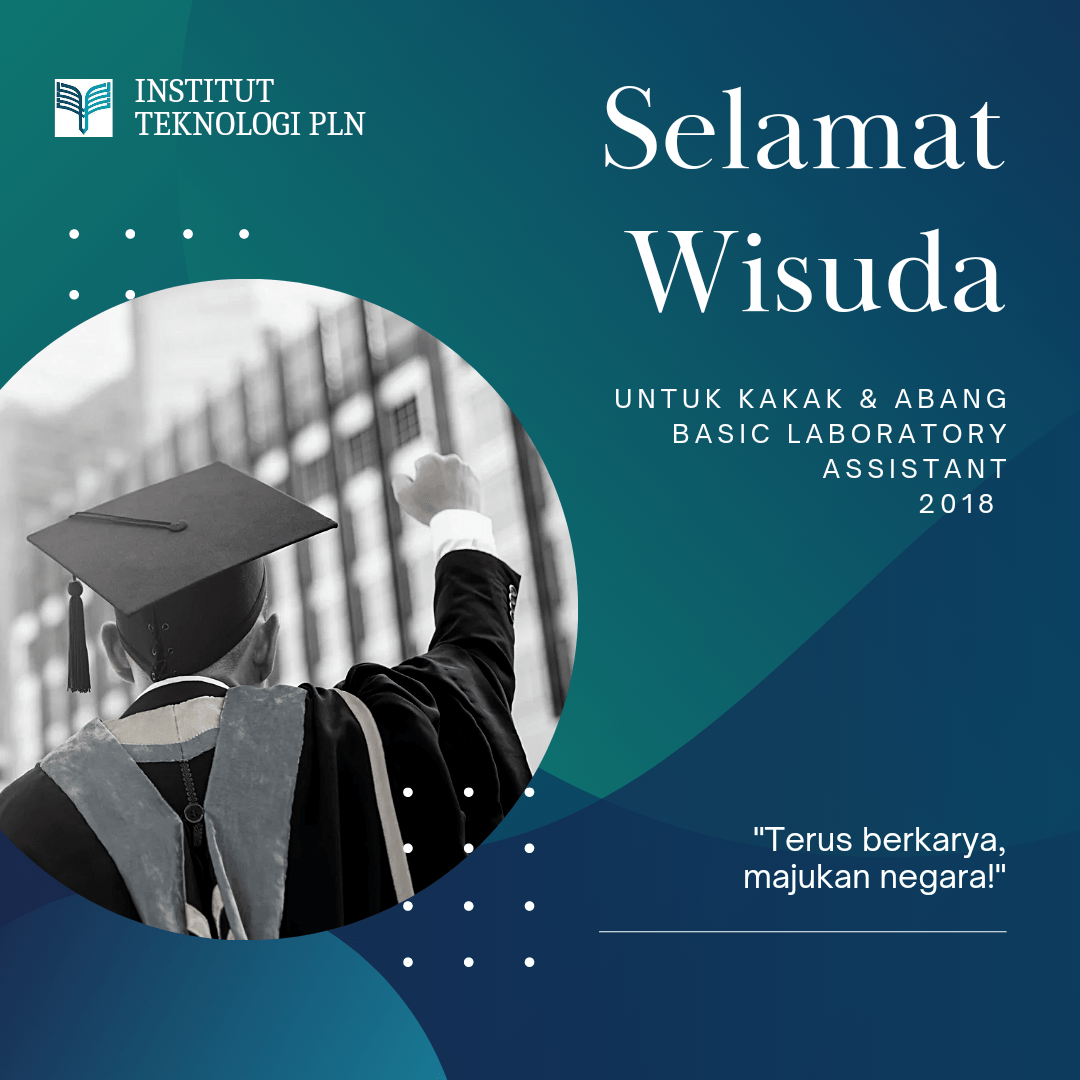 INSTITUT
TEKNOLOGI PLN
Selamat
Wisuda
UNTUK KAKAK & ABANG
BASIC LABORATORY
ASSISTANT
2018
"Terus berkarya,
majukan negara!"